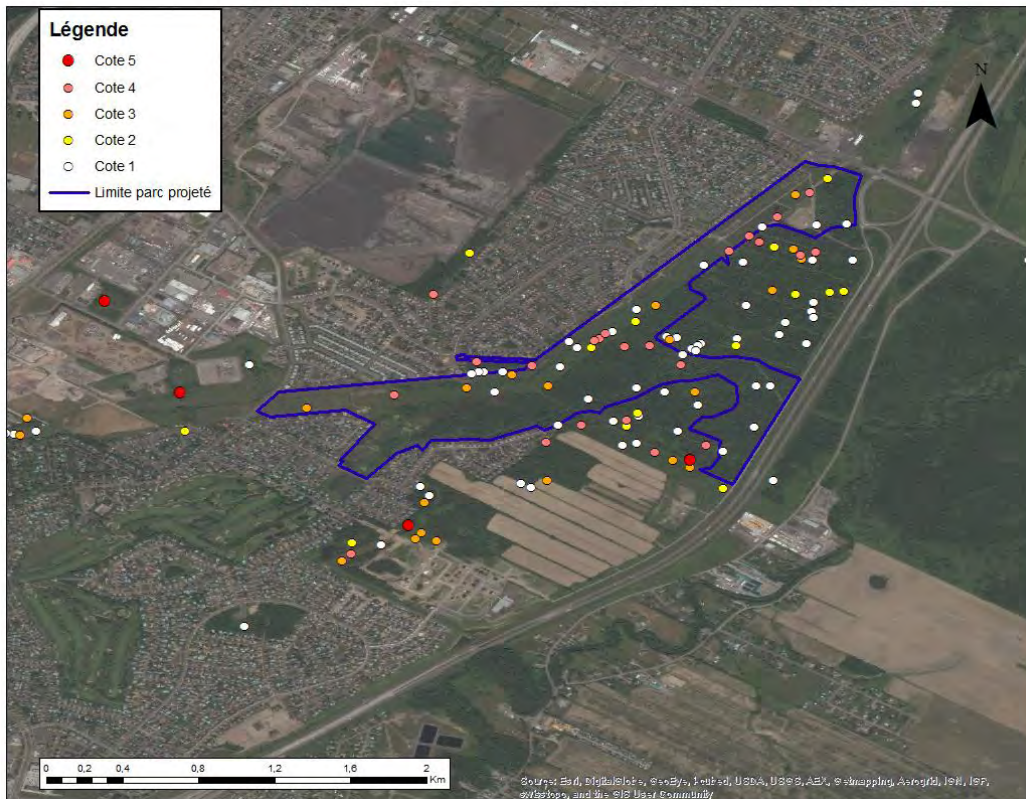 Légende
Cote 5
Cote 4
Cote 3
Cote 2
Cote 1
Limite parc projeté
N
0 0,2 0,4 0,8 1,2 1,6 2
Km
Source: Esri, DigitalGlobe, GeoEye, i-cubed, USDA, USGS, AEX, Getmapping, Aerogrid, IGN, IGP,
swisstopo, and the GIS User Community